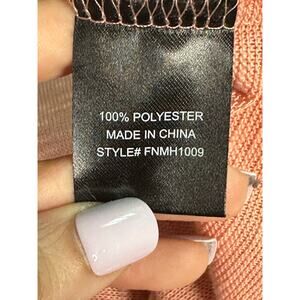 100% POLYESTER
MADE IN CHINA
STYLE# FNMH1009